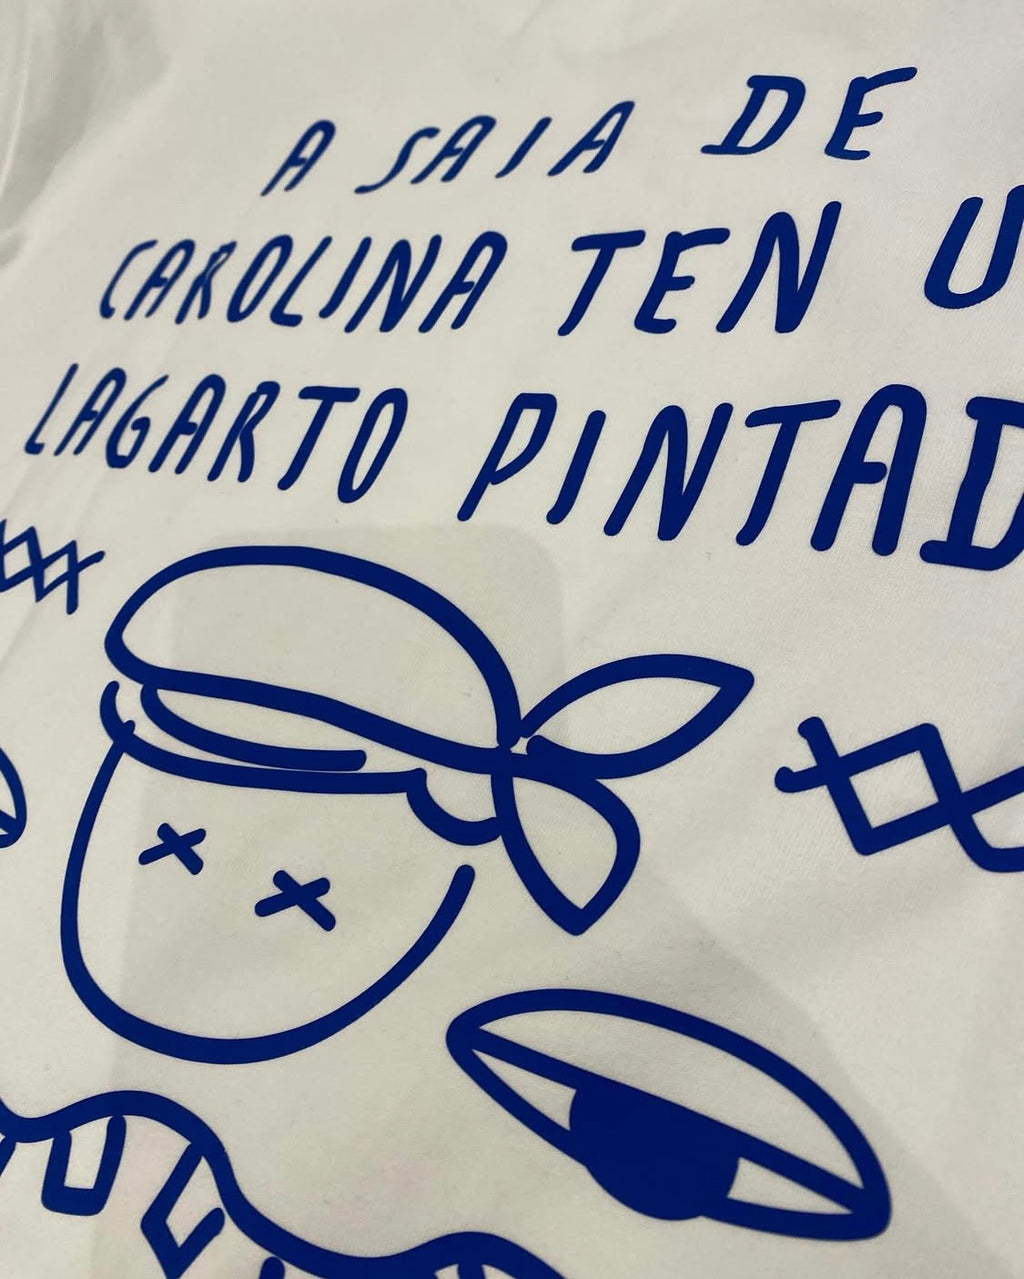 A SAIA DE
CAROLINA TEN U
LAGARTO PINTAD